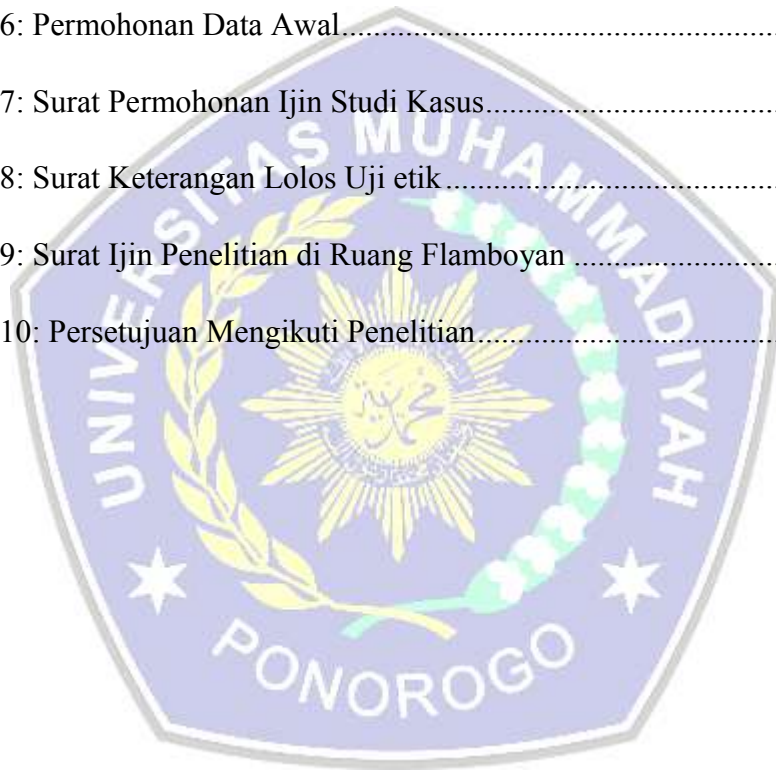 6: Permohonan Data Awal........................................................
7: Surat Permohonan Ijin Studi Kasus........................................
8: Surat Keterangan Lolos Uji etik.............................................
9: Surat Ijin Penelitian di Ruang Flamboyan .............................
10: Persetujuan Mengikuti Penelitian..........................................
UNIVERSITAS MUHAMMADIYAH
محمد
PONOROGO